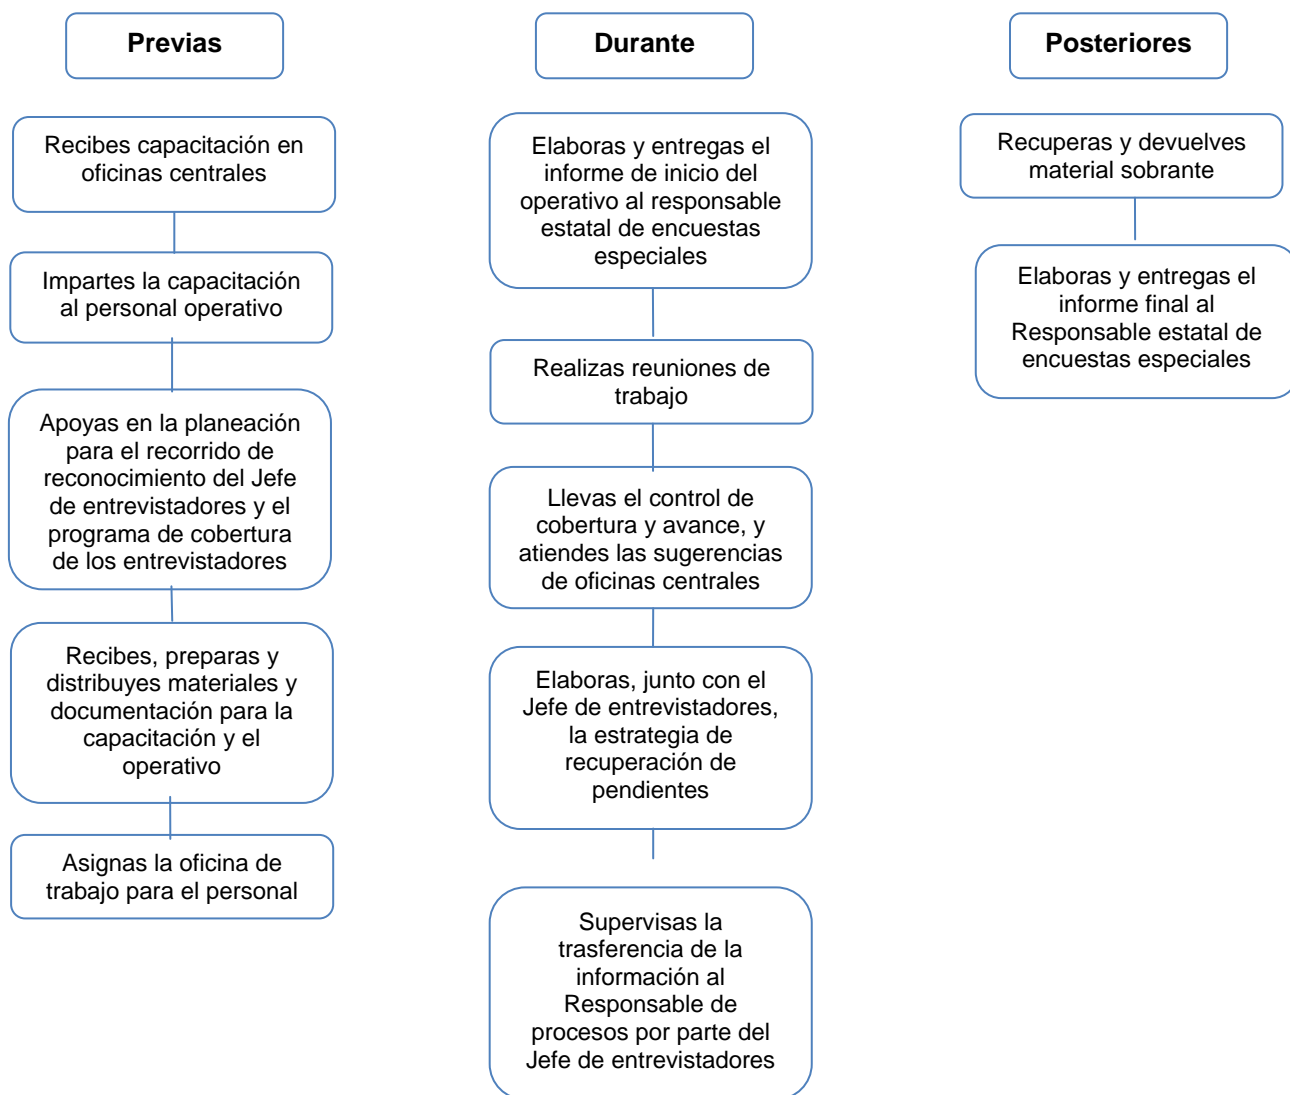 Previas
Recibes capacitación en
oficinas centrales
Impartes la capacitación
al personal operativo
Apoyas en la planeación
para el recorrido de
reconocimiento del Jefe
de entrevistadores y el
programa de cobertura
de los entrevistadores
Recibes, preparas y
distribuyes materiales y
documentación para la
capacitación y el
operativo
Asignas la oficina de
trabajo para el personal
Durante
Elaboras y entregas el
informe de inicio del
operativo al responsable
estatal de encuestas
especiales
Realizas reuniones de
trabajo
Llevas el control de
cobertura y avance, y
atiendes las sugerencias
de oficinas centrales
Elaboras, junto con el
Jefe de entrevistadores,
la estrategia de
recuperación de
pendientes
Supervisas la
trasferencia de la
información al
Responsable de
procesos por parte del
Jefe de entrevistadores
Posteriores
Recuperas y devuelves
material sobrante
Elaboras y entregas el
informe final al
Responsable estatal de
encuestas especiales